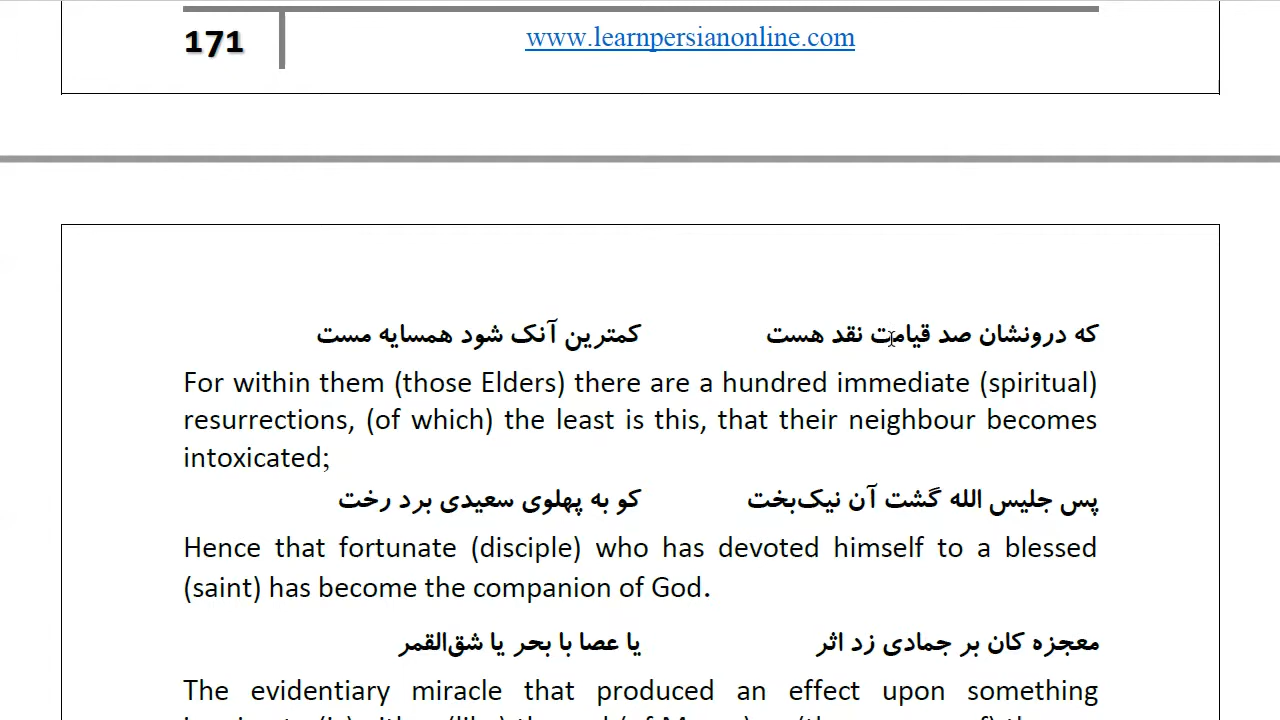 171 www.learnpersianonline.com
که درونشان صد قیامت نقد هست کمترین آنک شود همسایه مست
For within them (those Elders) there are a hundred immediate (spiritual)
resurrections, (of which) the least is this, that their neighbour becomes
intoxicated;
پس جلیس الله گشت آن نیک‌بخت کو به پهلوی سعیدی برد رخت
Hence that fortunate (disciple) who has devoted himself to a blessed
(saint) has become the companion of God.
معجزه کان بر جمادی زد اثر یا عصا با بحر یا شق‌القمر
The evidentiary miracle that produced an effect upon something